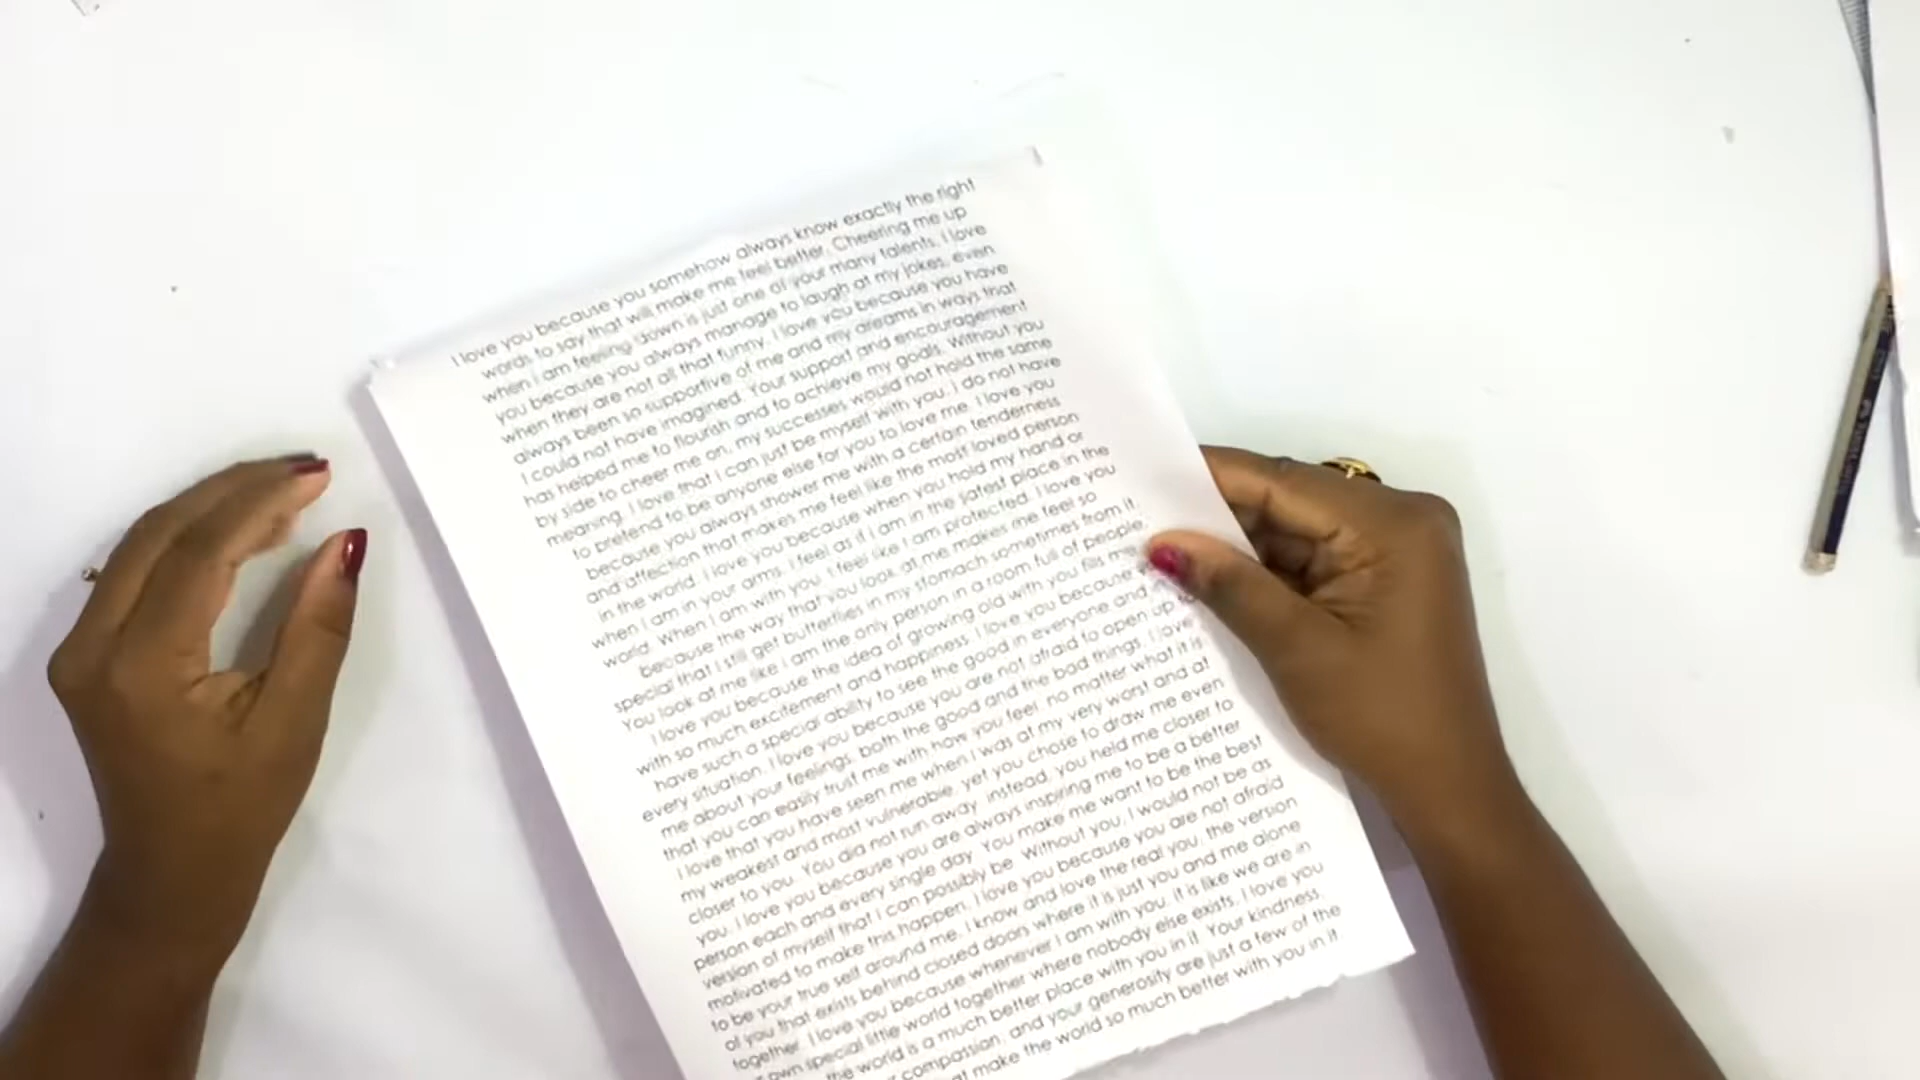 I love you because you somehow always know exactly the right
words to say that will make me feel better. Cheering me up
when I am feeling down is just one of your many talents. I love
you because you always manage to laugh at my jokes, even
when they are not all that funny. I love you because you have
always been so supportive of me and my dreams in ways that
I could not have imagined. Your support and encouragement
has helped me to flourish and to achieve my goals. Without you
by side to cheer me on, my successes would not hold the same
meaning. I love that I can just be myself with you. I do not have
to pretend to be anyone else for you to love me. I love you
because you always shower me with a certain tenderness
and affection that makes me feel like the most loved person
in the world. I love you because when you hold my hand or
when I am in your arms, I feel as if I am in the safest place in the
world. When I am with you, I feel like I am protected. I love you
because the way that you look at me makes me feel so
special that I still get butterflies in my stomach sometimes from it.
You look at me like I am the only person in a room full of people.
I love you because the idea of growing old with you fills me
with so much excitement and happiness. I love you because
have such a special ability to see the good in everyone and
every situation. I love you because you are not afraid to open up to
me about your feelings, both the good and the bad things. I love
that you can easily trust me with how you feel, no matter what it is.
I love that you have seen me when I was at my very worst and at
my weakest and most vulnerable, yet you chose to draw me even
closer to you. You did not run away. Instead, you held me closer to
you. I love you because you are always inspiring me to be a better
person each and every single day. You make me want to be the best
version of myself that I can possibly be. Without you, I would not be as
motivated to make this happen. I love you because you are not afraid
to be your true self around me. I know and love the real you, the version
of you that exists behind closed doors where it is just you and me alone
together. I love you because whenever I am with you, it is like we are in
own special little world together where nobody else exists. I love you
the world is a much better place with you in it. Your kindness,
compassion, and your generosity are just a few of the
make the world so much better with you in it